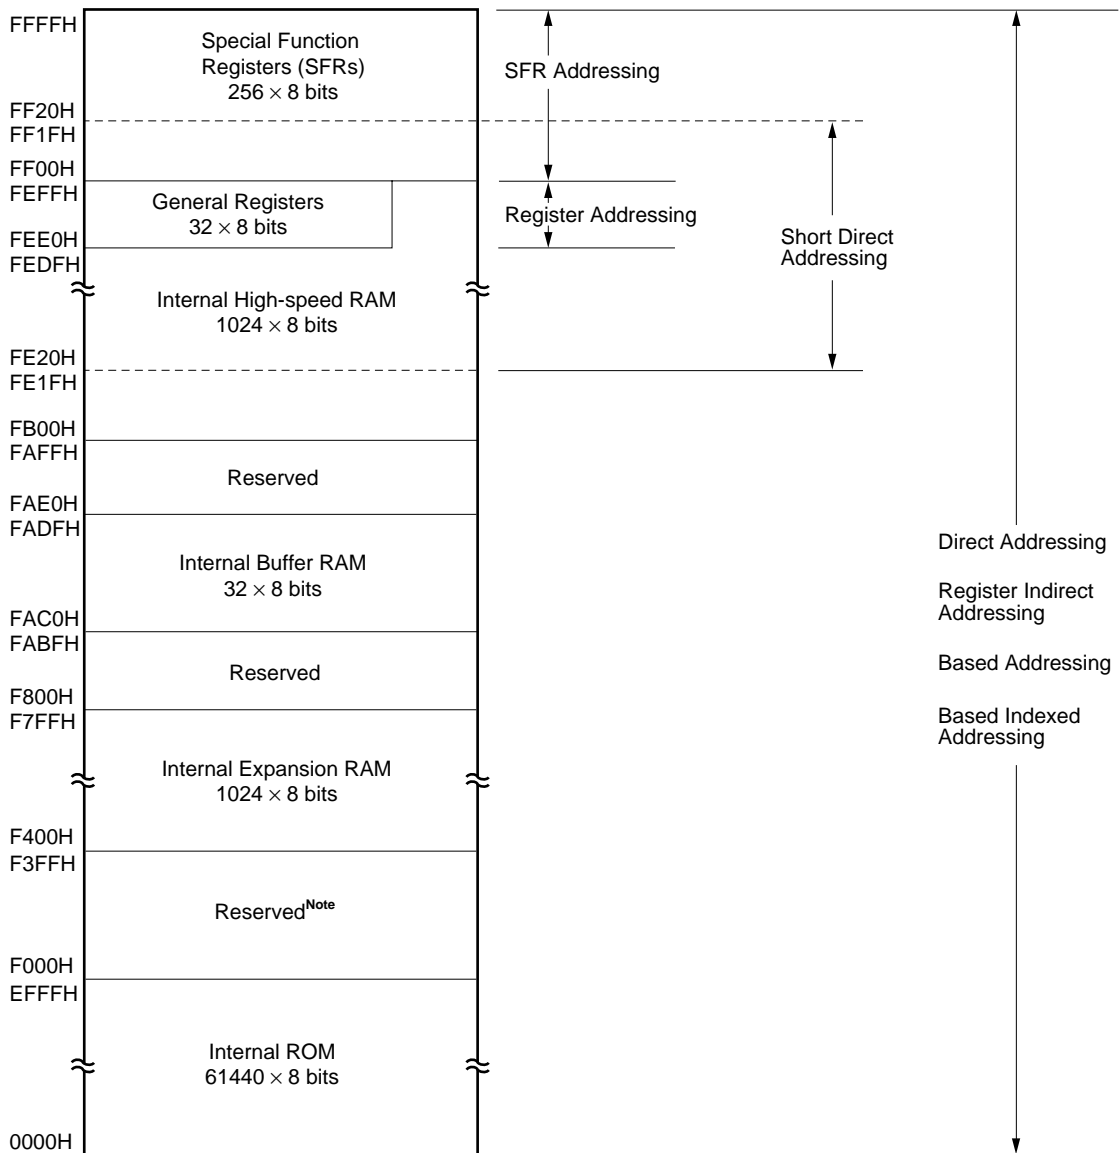 FFFFH
Special Function
Registers (SFRs)
256 × 8 bits
SFR Addressing
FF20H
FF1FH
FF00H
FEFFH
General Registers
32 × 8 bits
Register Addressing
Short Direct
Addressing
FEE0H
FEDFH
Internal High-speed RAM
1024 × 8 bits
FE20H
FE1FH
FB00H
FAFFH
Reserved
FAE0H
FADFH
Internal Buffer RAM
32 × 8 bits
Direct Addressing
Register Indirect
Addressing
FAC0H
FABFH
Reserved
Based Addressing
F800H
F7FFH
Based Indexed
Addressing
Internal Expansion RAM
1024 × 8 bits
F400H
F3FFH
Reserved Note
F000H
EFFFH
Internal ROM
61440 × 8 bits
0000H